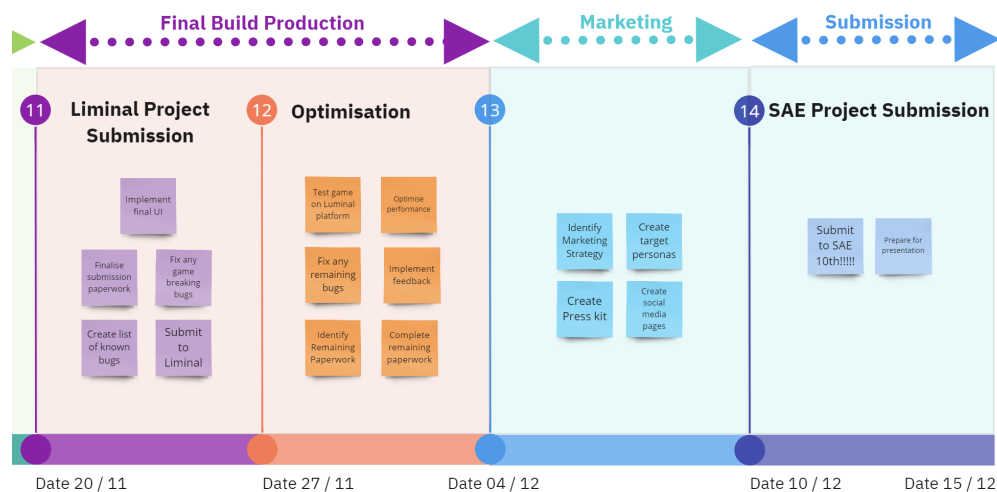 Final Build Production
Marketing
Submission
11
Liminal Project
Submission
12
Optimisation
13
14
SAE Project Submission
Implement
final UI
Finalise
submission
paperwork
Fix any
game
breaking
bugs
Create list
of known
bugs
Submit
to
Liminal
Test game
on Luminal
platform
Optimise
performance
Fix any
remaining
bugs
Implement
feedback
Identify
Remaining
Paperwork
Complete
remaining
paperwork
Identify
Marketing
Strategy
Create
target
personas
Create
Press kit
Create
social
media
pages
Submit
to SAE
10th!!!!!
Prepare for
presentation
Date 20 / 11
Date 27 / 11
Date 04 / 12
Date 10 / 12
Date 15 / 12